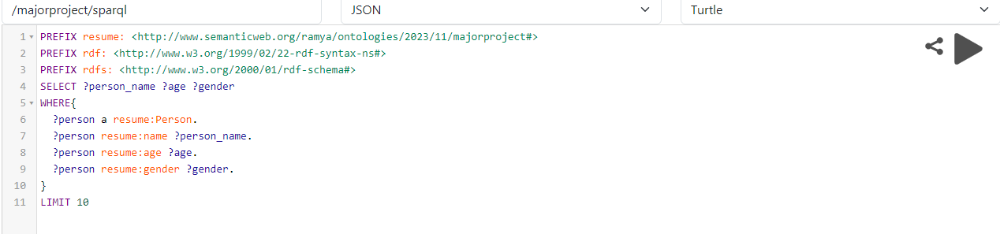 /majorproject/sparql JSON Turtle
1 PREFIX resume: <http://www.semanticweb.org/ramya/ontologies/2023/11/majorproject#>
2 PREFIX rdf: <http://www.w3.org/1999/02/22-rdf-syntax-ns#>
3 PREFIX rdfs: <http://www.w3.org/2000/01/rdf-schema#>
4 SELECT ?person_name ?age ?gender
5 WHERE{
6 ?person a resume:Person.
7 ?person resume:name ?person_name.
8 ?person resume:age ?age.
9 ?person resume:gender ?gender.
10 }
11 LIMIT 10